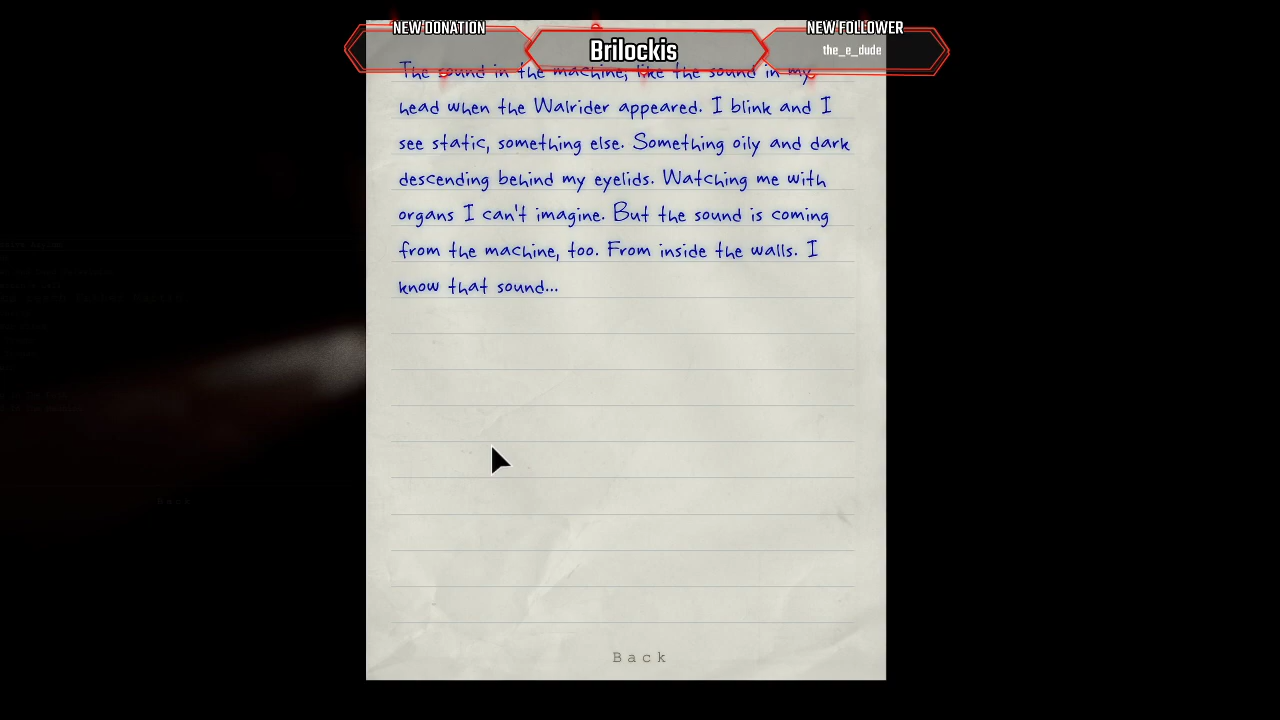 NEW DONATION
Brilockis
NEW FOLLOWER
the_e_dude
The sound in the machine, like the sound in my
head when the Walrider appeared. I blink and I
see static, something else. Something oily and dark
descending behind my eyelids. Watching me with
organs I can't imagine. But the sound is coming
from the machine, too. From inside the walls. I
know that sound...
Back
Back